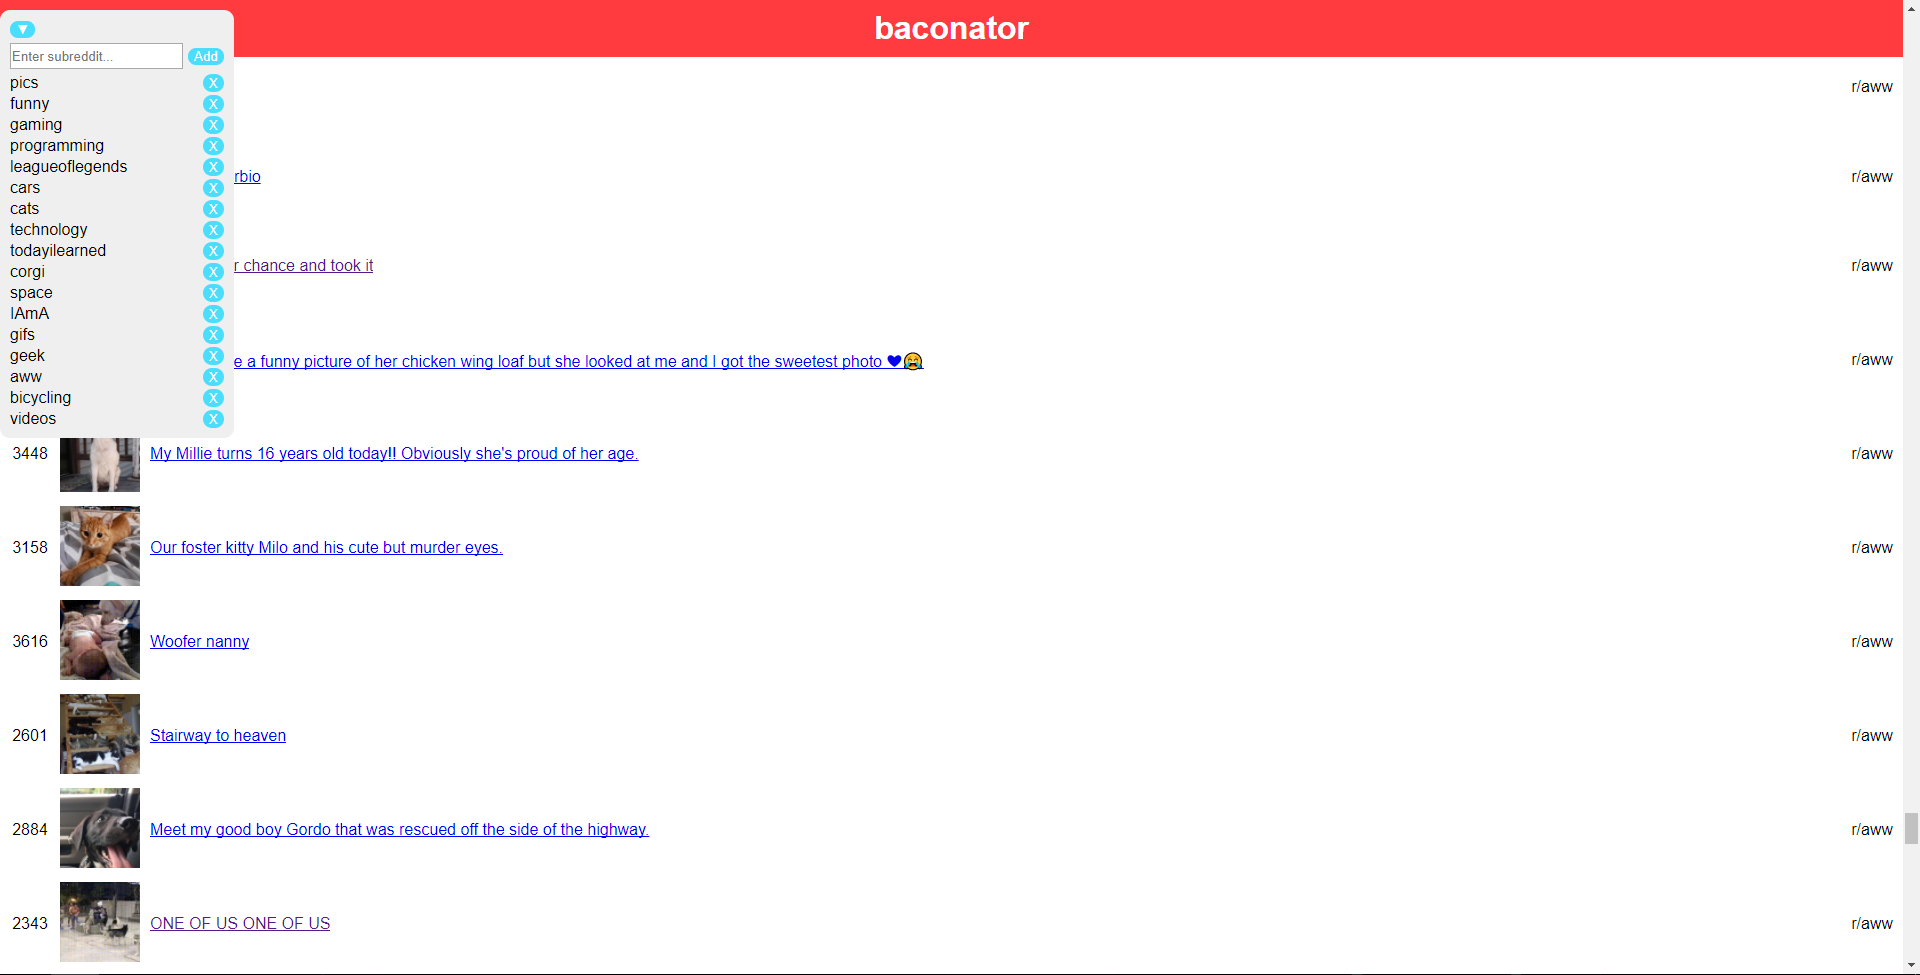 baconator
▼
Enter subreddit... Add
pics X
funny X
gaming X
programming X
leagueoflegends X
cars X
cats X
technology X
todayilearned X
corgi X
space X
IAmA X
gifs X
geek X
aww X
bicycling X
videos X
r/aww
rbio r/aww
r chance and took it r/aww
e a funny picture of her chicken wing loaf but she looked at me and I got the sweetest photo ♥😭 r/aww
3448 My Millie turns 16 years old today!! Obviously she's proud of her age. r/aww
3158 Our foster kitty Milo and his cute but murder eyes. r/aww
3616 Woofer nanny r/aww
2601 Stairway to heaven r/aww
2884 Meet my good boy Gordo that was rescued off the side of the highway. r/aww
2343 ONE OF US ONE OF US r/aww